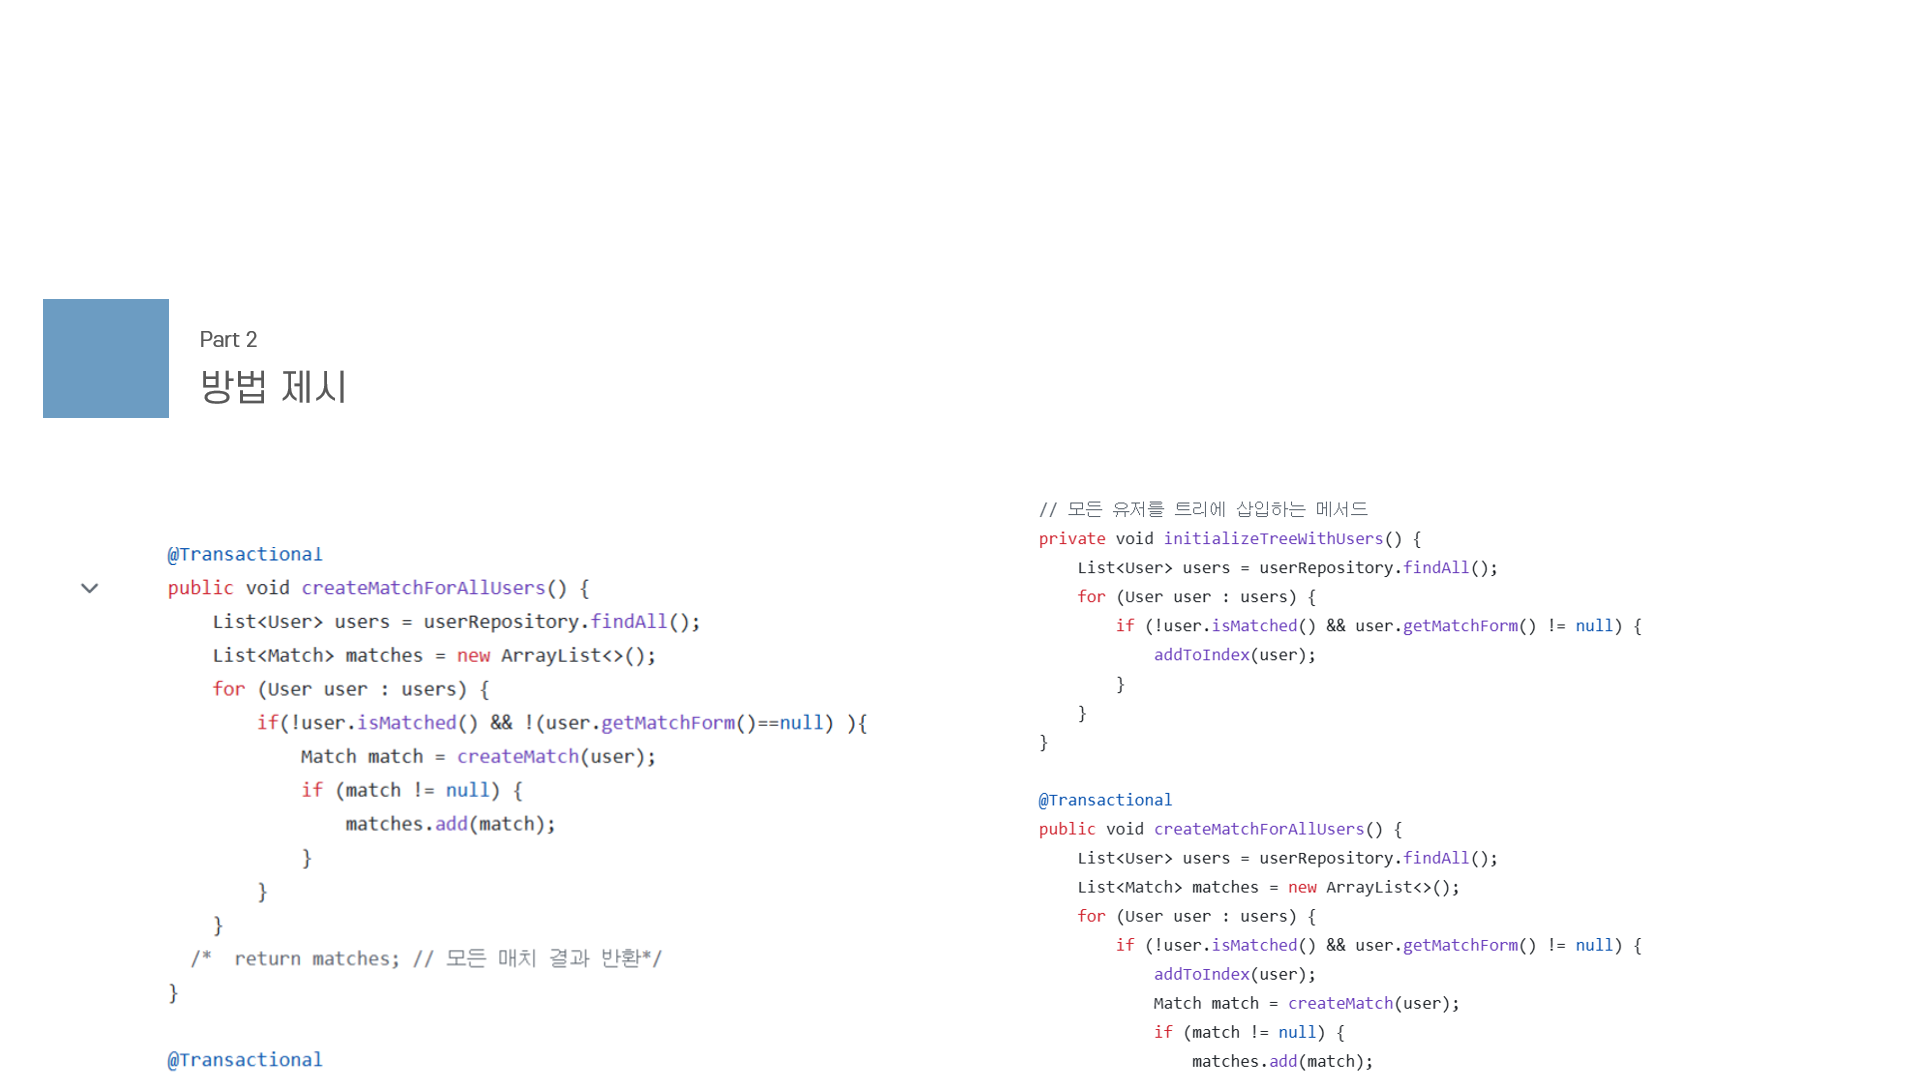 Part 2
방법 제시
@Transactional
public void createMatchForAllUsers() {
    List<User> users = userRepository.findAll();
    List<Match> matches = new ArrayList<>();
    for (User user : users) {
        if(!user.isMatched() && !(user.getMatchForm()==null) ){
            Match match = createMatch(user);
            if (match != null) {
                matches.add(match);
            }
        }
    }
  /*  return matches; // 모든 매치 결과 반환*/
}
@Transactional
// 모든 유저를 트리에 삽입하는 메서드
private void initializeTreeWithUsers() {
    List<User> users = userRepository.findAll();
    for (User user : users) {
        if (!user.isMatched() && user.getMatchForm() != null) {
            addToIndex(user);
        }
    }
}
@Transactional
public void createMatchForAllUsers() {
    List<User> users = userRepository.findAll();
    List<Match> matches = new ArrayList<>();
    for (User user : users) {
        if (!user.isMatched() && user.getMatchForm() != null) {
            addToIndex(user);
            Match match = createMatch(user);
            if (match != null) {
                matches.add(match);